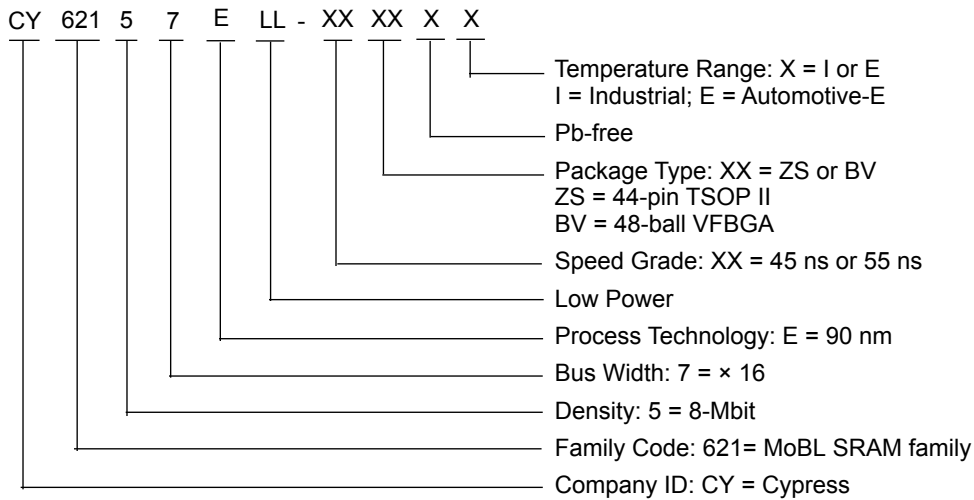 CY 621 5 7 E LL - XX XX X X
Temperature Range: X = I or E
I = Industrial; E = Automotive-E
Pb-free
Package Type: XX = ZS or BV
ZS = 44-pin TSOP II
BV = 48-ball VFBGA
Speed Grade: XX = 45 ns or 55 ns
Low Power
Process Technology: E = 90 nm
Bus Width: 7 = × 16
Density: 5 = 8-Mbit
Family Code: 621= MoBL SRAM family
Company ID: CY = Cypress